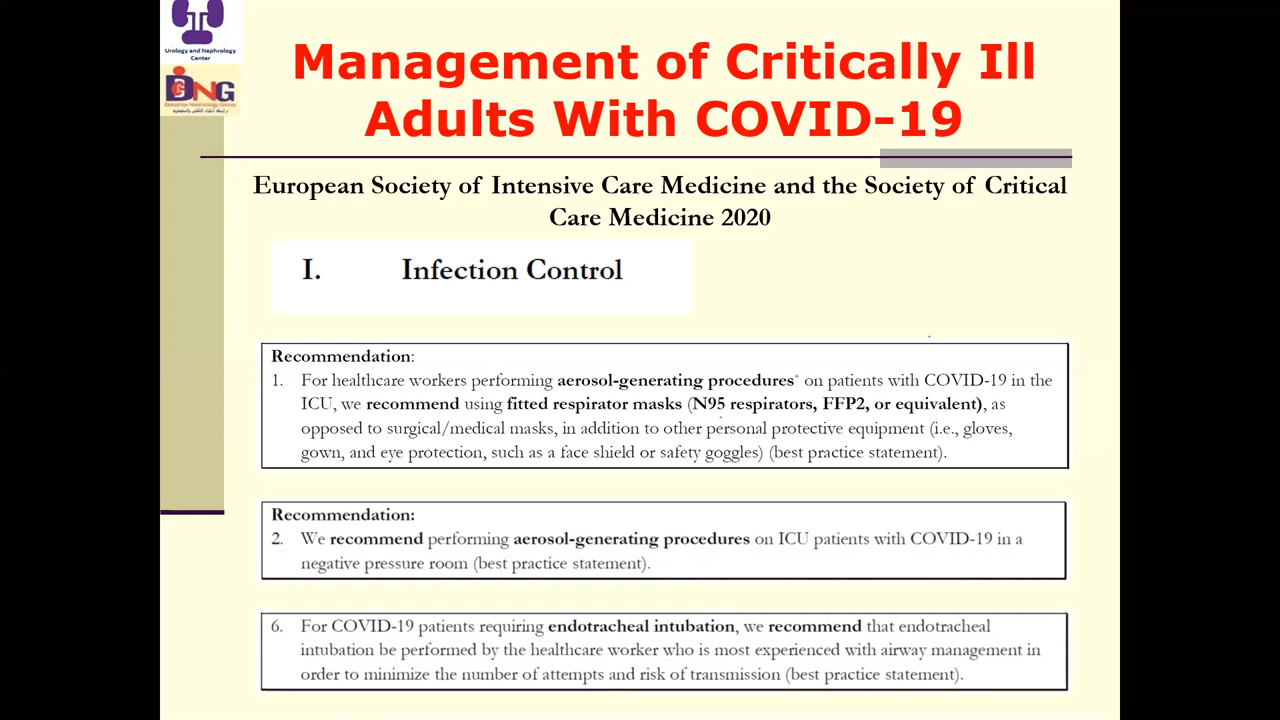 Urology and Nephrology
Center
Management of Critically Ill
Adults With COVID-19
DNG
Dakahlia Nephrology Group
European Society of Intensive Care Medicine and the Society of Critical
Care Medicine 2020
I. Infection Control
Recommendation:
1. For healthcare workers performing aerosol-generating procedures* on patients with COVID-19 in the
ICU, we recommend using fitted respirator masks (N95 respirators, FFP2, or equivalent), as
opposed to surgical/medical masks, in addition to other personal protective equipment (i.e., gloves,
gown, and eye protection, such as a face shield or safety goggles) (best practice statement).
Recommendation:
2. We recommend performing aerosol-generating procedures on ICU patients with COVID-19 in a
negative pressure room (best practice statement).
6. For COVID-19 patients requiring endotracheal intubation, we recommend that endotracheal
intubation be performed by the healthcare worker who is most experienced with airway management in
order to minimize the number of attempts and risk of transmission (best practice statement).